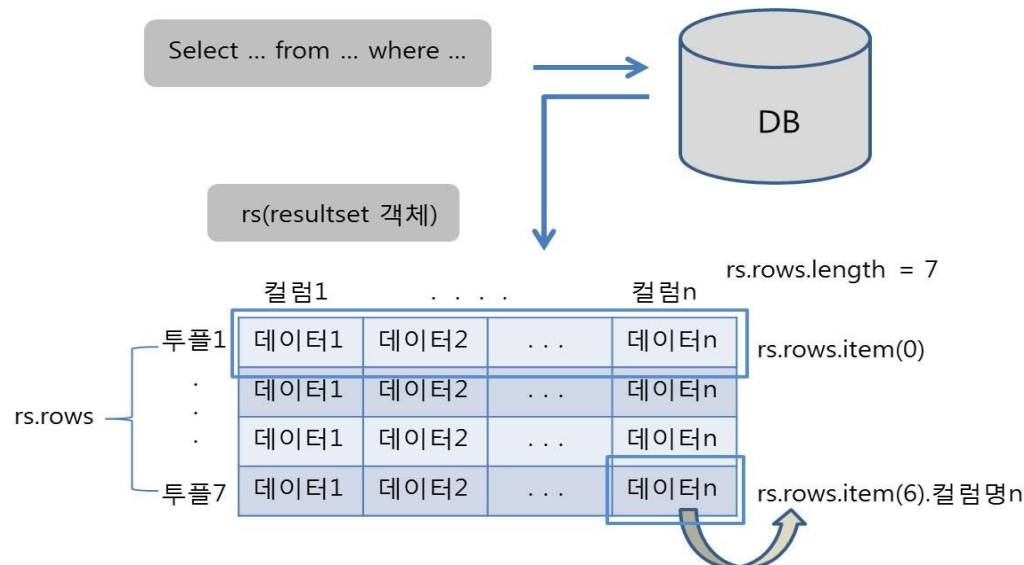 Select ... from ... where ...
DB
rs(resultset 객체)
rs.rows.length = 7
컬럼1 . . . . 컬럼n
투플1 데이터1 데이터2 ... 데이터n rs.rows.item(0)
. 데이터1 데이터2 ... 데이터n
rs.rows .
. 데이터1 데이터2 ... 데이터n
투플7 데이터1 데이터2 ... 데이터n rs.rows.item(6).컬럼명n